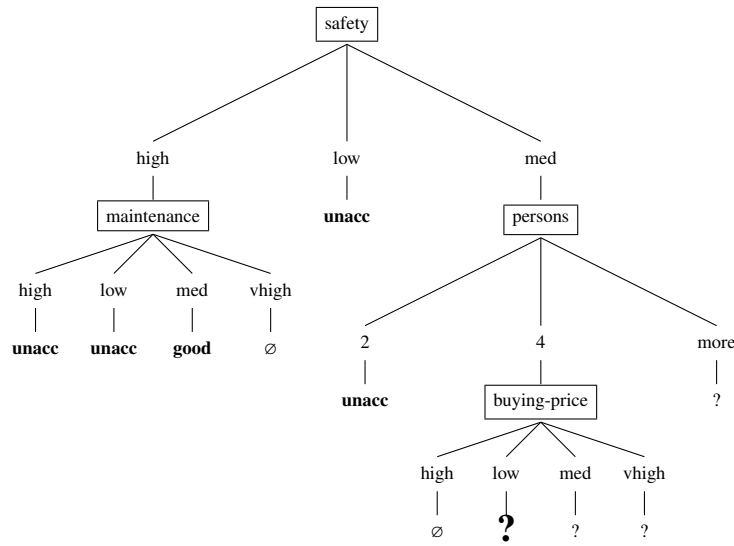 safety
high low med
maintenance unacc persons
high low med vhigh
2 4 more
unacc unacc good ∅
unacc buying-price ?
high low med vhigh
∅ ? ? ?